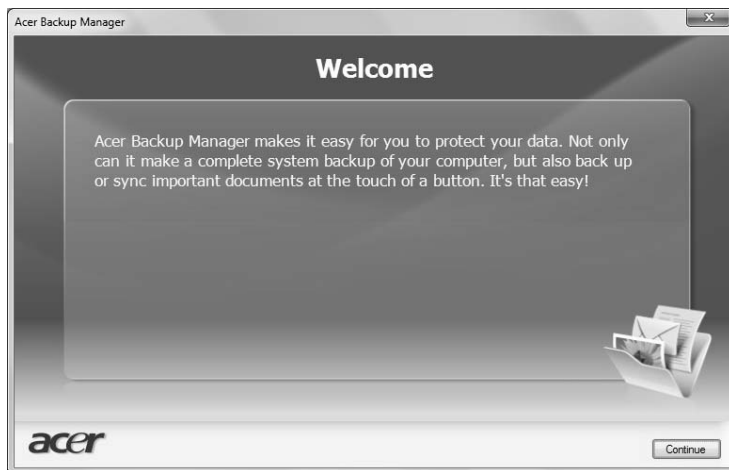 Acer Backup Manager
x
Welcome
Acer Backup Manager makes it easy for you to protect your data. Not only
can it make a complete system backup of your computer, but also back up
or sync important documents at the touch of a button. It's that easy!
acer
Continue